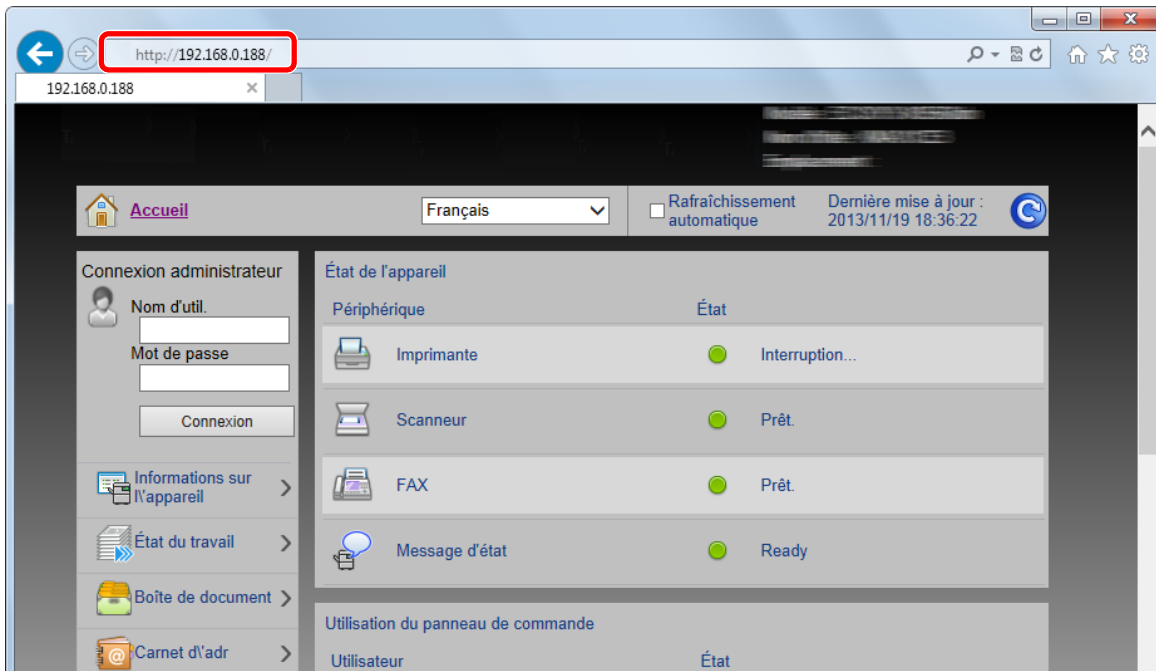 http://192.168.0.188/
192.168.0.188
Accueil
Français
Rafraîchissement
automatique
Dernière mise à jour :
2013/11/19 18:36:22
Connexion administrateur
Nom d'util.
Mot de passe
Connexion
Informations sur
l\'appareil
État du travail
Boîte de document
Carnet d\'adr
État de l'appareil
Périphérique État
Imprimante Interruption...
Scanneur Prêt.
FAX Prêt.
Message d'état Ready
Utilisation du panneau de commande
Utilisateur État